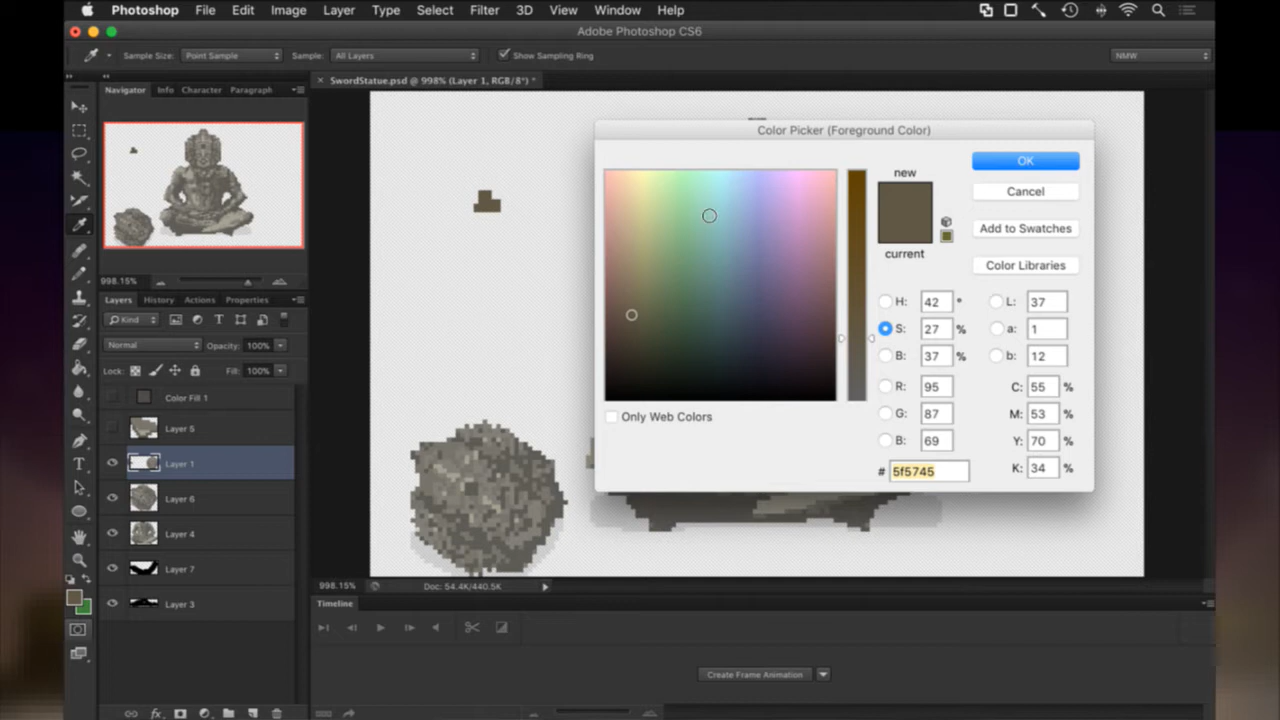 Photoshop File Edit Image Layer Type Select Filter 3D View Window Help
Adobe Photoshop CS6
Sample Size: Point Sample Sample: All Layers Show Sampling Ring NMW
× SwordStatue.psd @ 998% (Layer 1, RGB/8*) *
Navigator Info Character Paragraph
998.15%
Layers History Actions Properties
Kind
Normal Opacity: 100%
Lock: Fill: 100%
Color Fill 1
Layer 5
Layer 1
Layer 6
Layer 4
Layer 7
Layer 3
Color Picker (Foreground Color)
new
current
OK
Cancel
Add to Swatches
Color Libraries
H: 42 ° L: 37
S: 27 % a: 1
B: 37 % b: 12
R: 95 C: 55 %
G: 87 M: 53 %
B: 69 Y: 70 %
# 5f5745 K: 34 %
Only Web Colors
998.15% Doc: 54.4K/440.5K
Timeline
Create Frame Animation